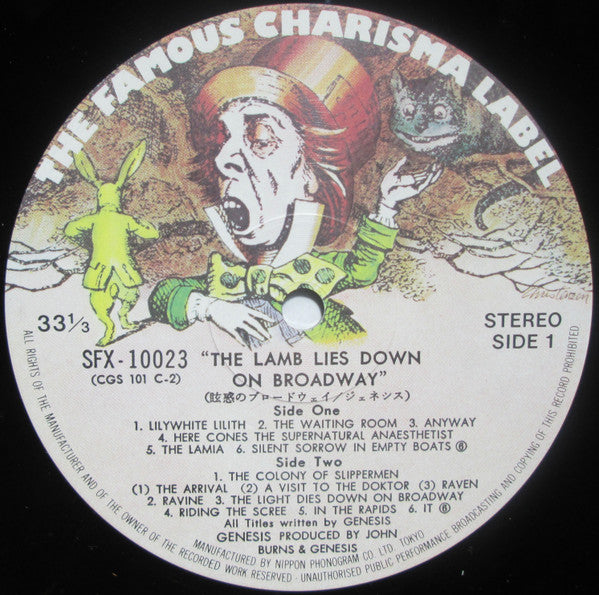 THE FAMOUS CHARISMA LABEL
Christensen
33⅓
STEREO
SIDE 1
SFX-10023 "THE LAMB LIES DOWN
(CGS 101 C-2) ON BROADWAY"
(眩惑のブロードウェイ/ジェネシス)
Side One
1. LILYWHITE LILITH 2. THE WAITING ROOM 3. ANYWAY
4. HERE CONES THE SUPERNATURAL ANAESTHETIST
5. THE LAMIA 6. SILENT SORROW IN EMPTY BOATS ⑥
Side Two
1. THE COLONY OF SLIPPERMEN
(1) THE ARRIVAL (2) A VISIT TO THE DOKTOR (3) RAVEN
2. RAVINE 3. THE LIGHT DIES DOWN ON BROADWAY
4. RIDING THE SCREE 5. IN THE RAPIDS 6. IT ⑥
All Titles written by GENESIS
GENESIS PRODUCED BY JOHN
BURNS & GENESIS
MANUFACTURED BY NIPPON PHONOGRAM CO. LTD. TOKYO
ALL RIGHTS OF THE MANUFACTURER AND OF THE OWNER OF THE RECORDED WORK RESERVED - UNAUTHORISED PUBLIC PERFORMANCE BROADCASTING AND COPYING OF THIS RECORD PROHIBITED